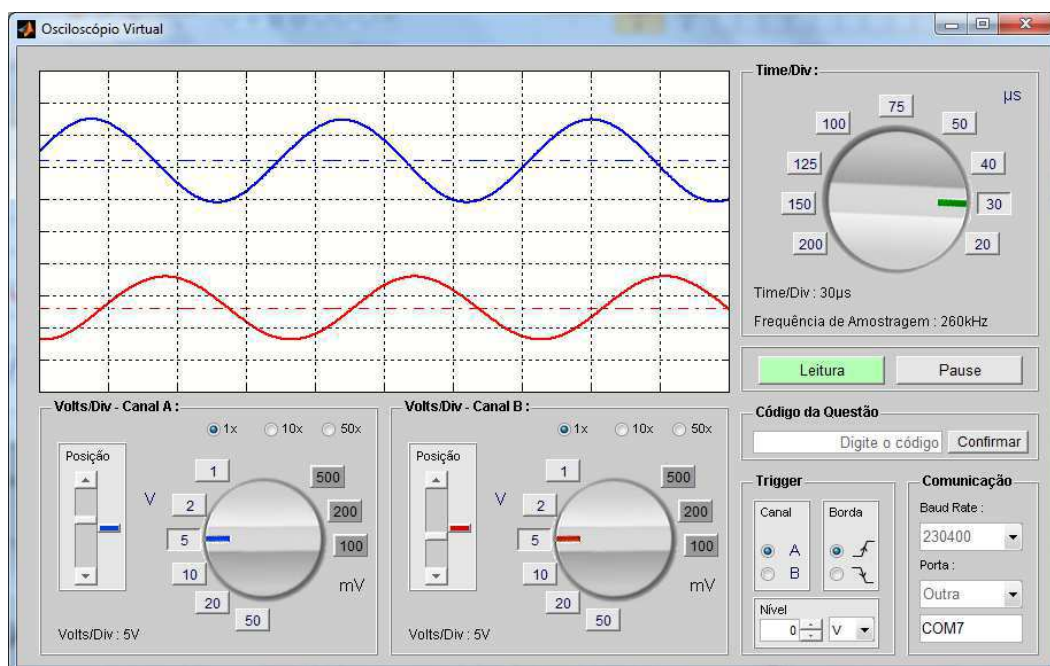 Osciloscópio Virtual
Time/Div :
µs
75
100
50
125
40
150
30
200
20
Time/Div : 30µs
Frequência de Amostragem : 260kHz
Leitura
Pause
Volts/Div - Canal A :
1x
10x
50x
Posição
V
1
500
2
200
5
100
10
mV
20
50
Volts/Div : 5V
Volts/Div - Canal B :
1x
10x
50x
Posição
V
1
500
2
200
5
100
10
mV
20
50
Volts/Div : 5V
Código da Questão
Digite o código
Confirmar
Trigger
Canal
A
B
Borda
Nível
0
V
Comunicação
Baud Rate :
230400
Porta :
Outra
COM7